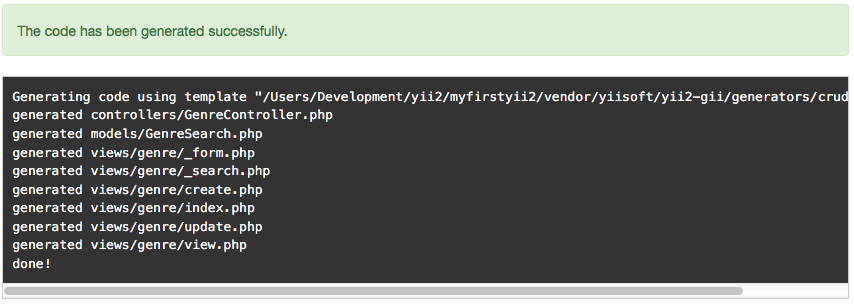 The code has been generated successfully.
Generating code using template "/Users/Development/yii2/myfirstyii2/vendor/yiisoft/yii2-gii/generators/crud
generated controllers/GenreController.php
generated models/GenreSearch.php
generated views/genre/_form.php
generated views/genre/_search.php
generated views/genre/create.php
generated views/genre/index.php
generated views/genre/update.php
generated views/genre/view.php
done!